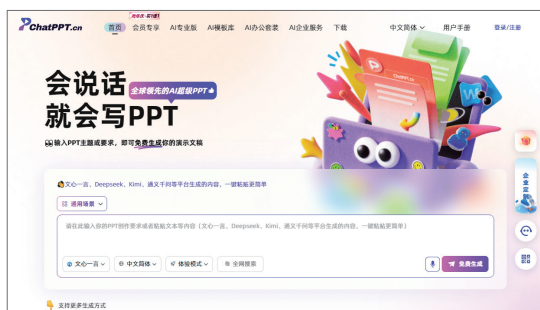 ChatPPT.cn
首页
会员专享
AI专业版
AI模板库
AI办公套装
AI企业服务
下载
中文简体
用户手册
登录/注册
会说话
全球领先的AI超级PPT
就会写PPT
输入PPT主题或要求，即可免费生成你的演示文稿
文心一言、Deepseek、Kimi、通义千问等平台生成的内容，一键粘贴更简单
通用场景
请在此输入你的PPT创作要求或者粘贴文本等内容（文心一言、Deepseek、Kimi、通义千问等平台生成的内容，一键粘贴更简单）
文心一言
中文简体
体验模式
全网搜索
免费生成
支持更多生成方式